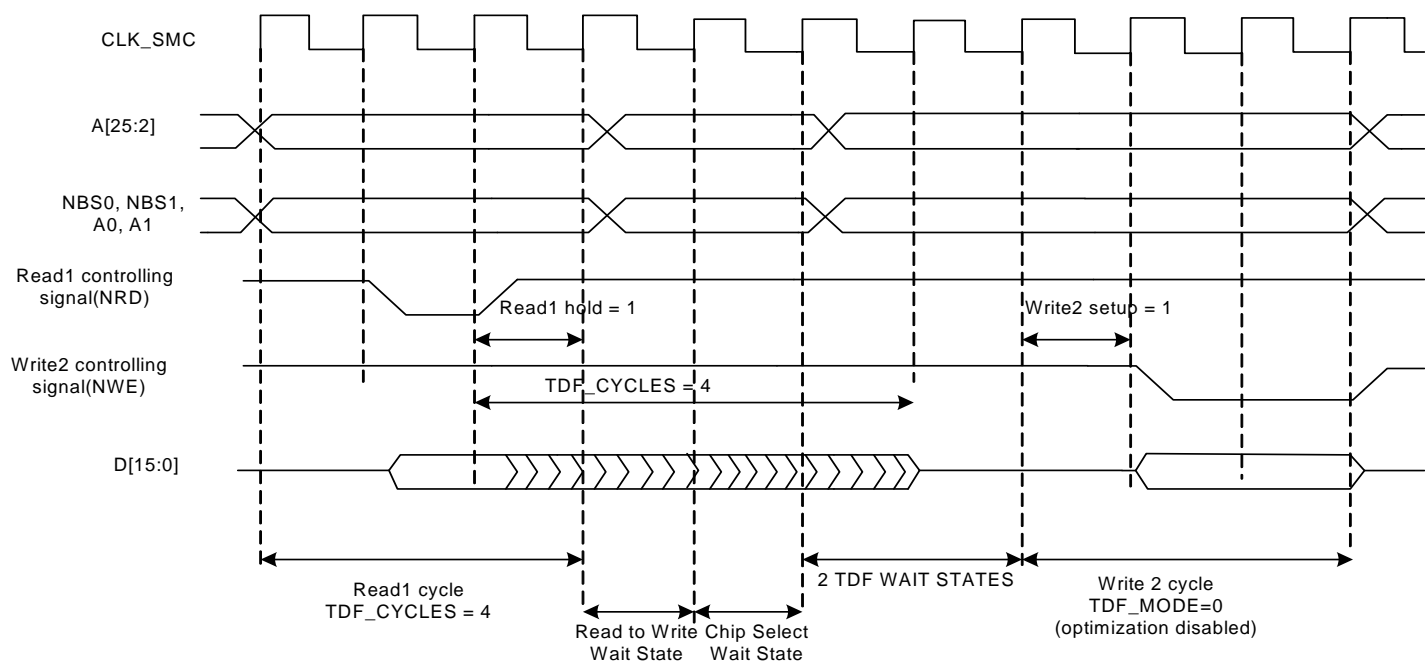 CLK_SMC
A[25:2]
NBS0, NBS1,
A0, A1
Read1 controlling
signal(NRD)
Read1 hold = 1
Write2 setup = 1
Write2 controlling
signal(NWE)
TDF_CYCLES = 4
D[15:0]
Read1 cycle
TDF_CYCLES = 4
2 TDF WAIT STATES
Write 2 cycle
TDF_MODE=0
(optimization disabled)
Read to Write
Wait State
Chip Select
Wait State